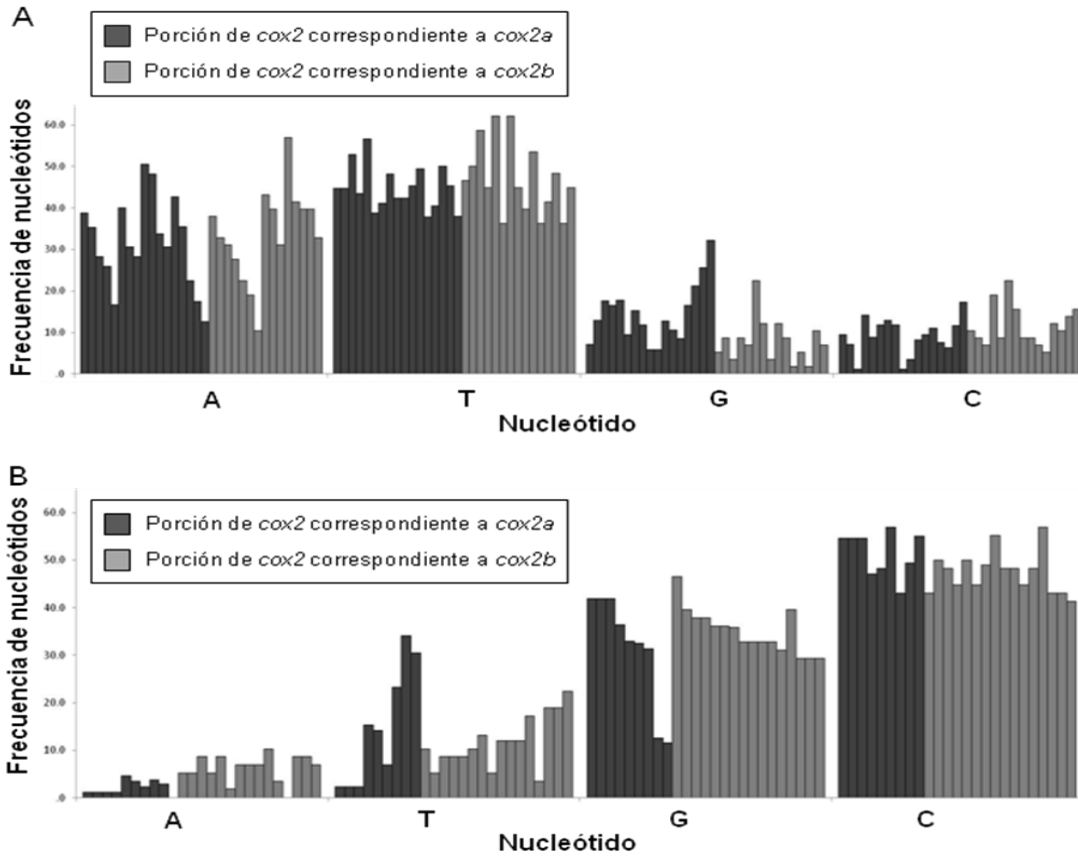 A
Porción de cox2 correspondiente a cox2a
Porción de cox2 correspondiente a cox2b
Frecuencia de nucleótidos
60.0
50.0
40.0
30.0
20.0
10.0
.0
A T G C
Nucleótido
B
Porción de cox2 correspondiente a cox2a
Porción de cox2 correspondiente a cox2b
Frecuencia de nucleótidos
60.0
50.0
40.0
30.0
20.0
10.0
.0
A T G C
Nucleótido